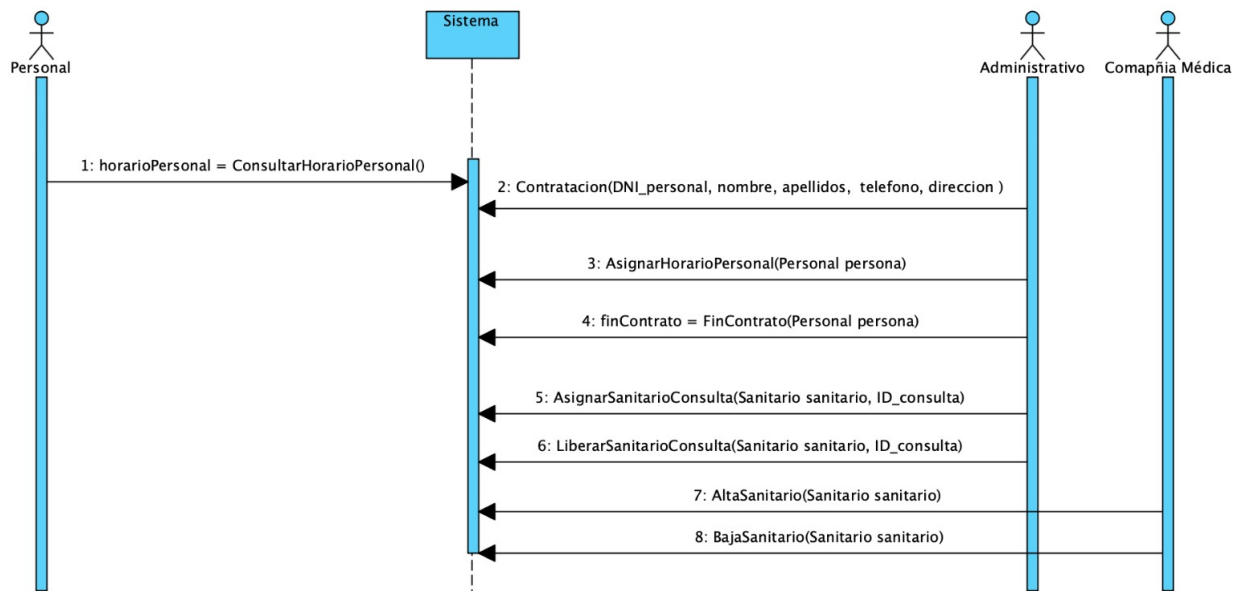 Sistema
Personal
Administrativo
Comapñia Médica
1: horarioPersonal = ConsultarHorarioPersonal()
2: Contratacion(DNI_personal, nombre, apellidos,  telefono, direccion )
3: AsignarHorarioPersonal(Personal persona)
4: finContrato = FinContrato(Personal persona)
5: AsignarSanitarioConsulta(Sanitario sanitario, ID_consulta)
6: LiberarSanitarioConsulta(Sanitario sanitario, ID_consulta)
7: AltaSanitario(Sanitario sanitario)
8: BajaSanitario(Sanitario sanitario)